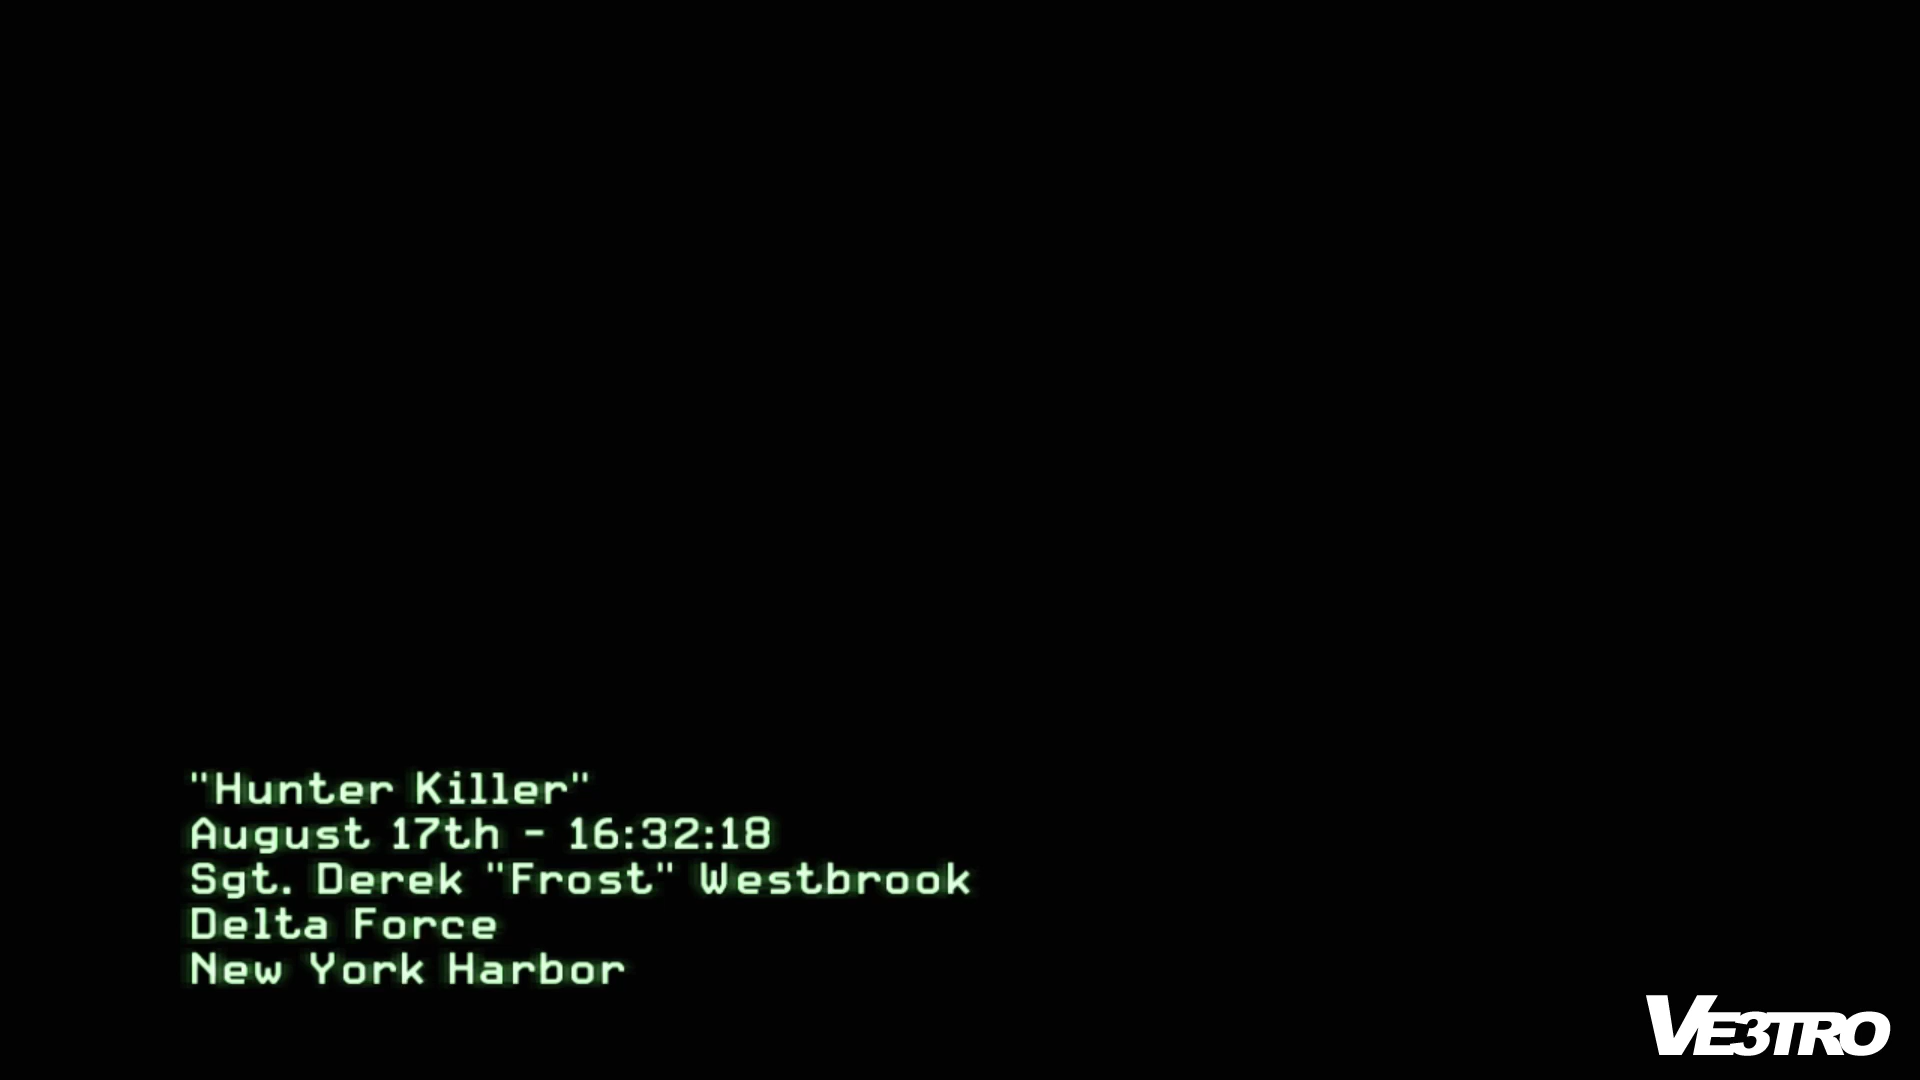 "Hunter Killer"
August 17th - 16:32:18
Sgt. Derek "Frost" Westbrook
Delta Force
New York Harbor
VE3TRO